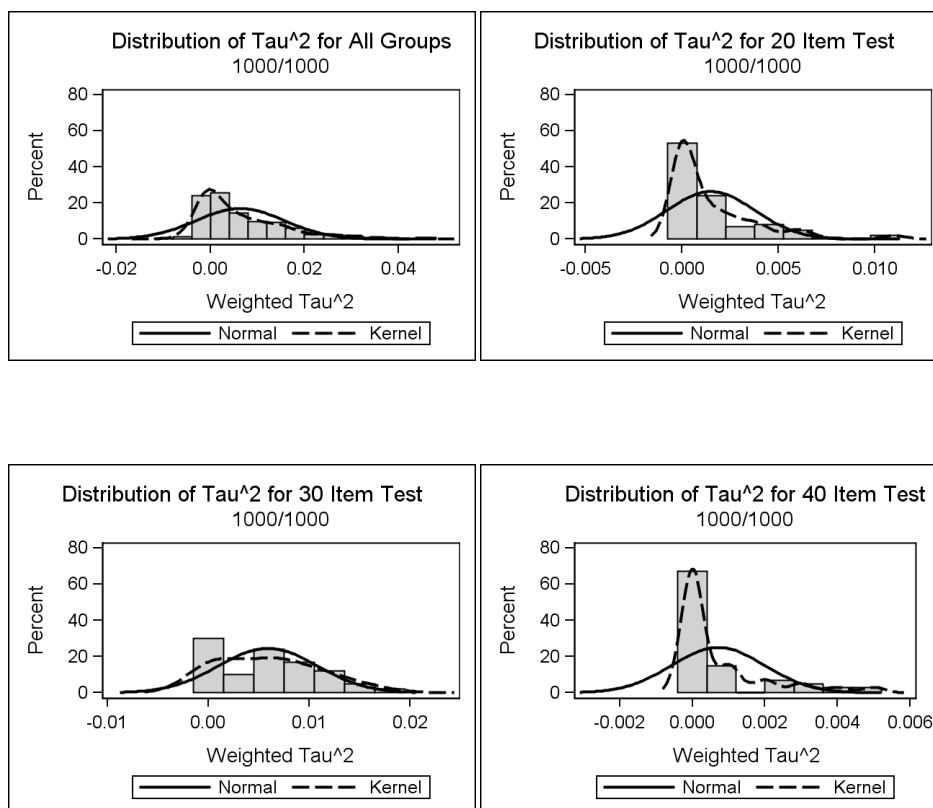 Distribution of Tau^2 for All Groups
1000/1000
80
60
40
20
0
Percent
-0.02 0.00 0.02 0.04
Weighted Tau^2
Normal Kernel
Distribution of Tau^2 for 20 Item Test
1000/1000
80
60
40
20
0
Percent
-0.005 0.000 0.005 0.010
Weighted Tau^2
Normal Kernel
Distribution of Tau^2 for 30 Item Test
1000/1000
80
60
40
20
0
Percent
-0.01 0.00 0.01 0.02
Weighted Tau^2
Normal Kernel
Distribution of Tau^2 for 40 Item Test
1000/1000
80
60
40
20
0
Percent
-0.002 0.000 0.002 0.004 0.006
Weighted Tau^2
Normal Kernel